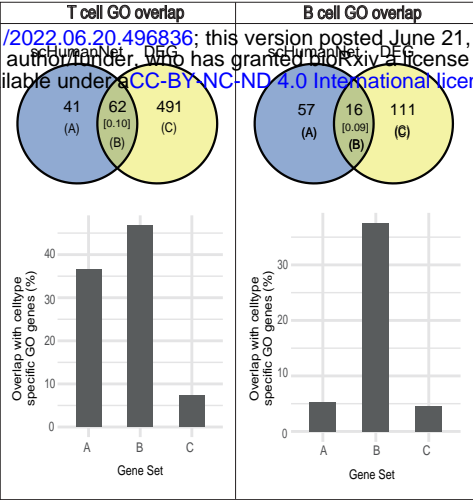 T cell GO overlap
B cell GO overlap
/2022.06.20.496836; this version posted June 21,
scHumanNet DEG
scHumanNet DEG
author/funder, who has granted bioRxiv a license
ilable under aCC-BY-NC-ND 4.0 International licen
41 62 491
(A) [0.10] (C)
(B)
57 16 111
(A) [0.09] (C)
(B)
Overlap with celltype
specific GO genes (%)
40
30
20
10
0
A B C
Gene Set
Overlap with celltype
specific GO genes (%)
30
20
10
0
A B C
Gene Set